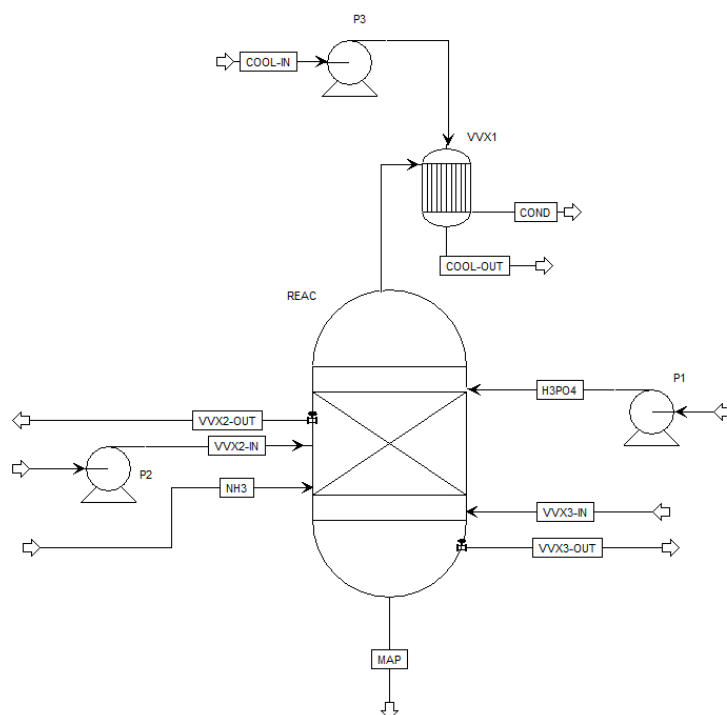 P3
COOL-IN
VVX1
COND
COOL-OUT
REAC
P1
H3PO4
VVX2-OUT
VVX2-IN
P2
NH3
VVX3-IN
VVX3-OUT
MAP